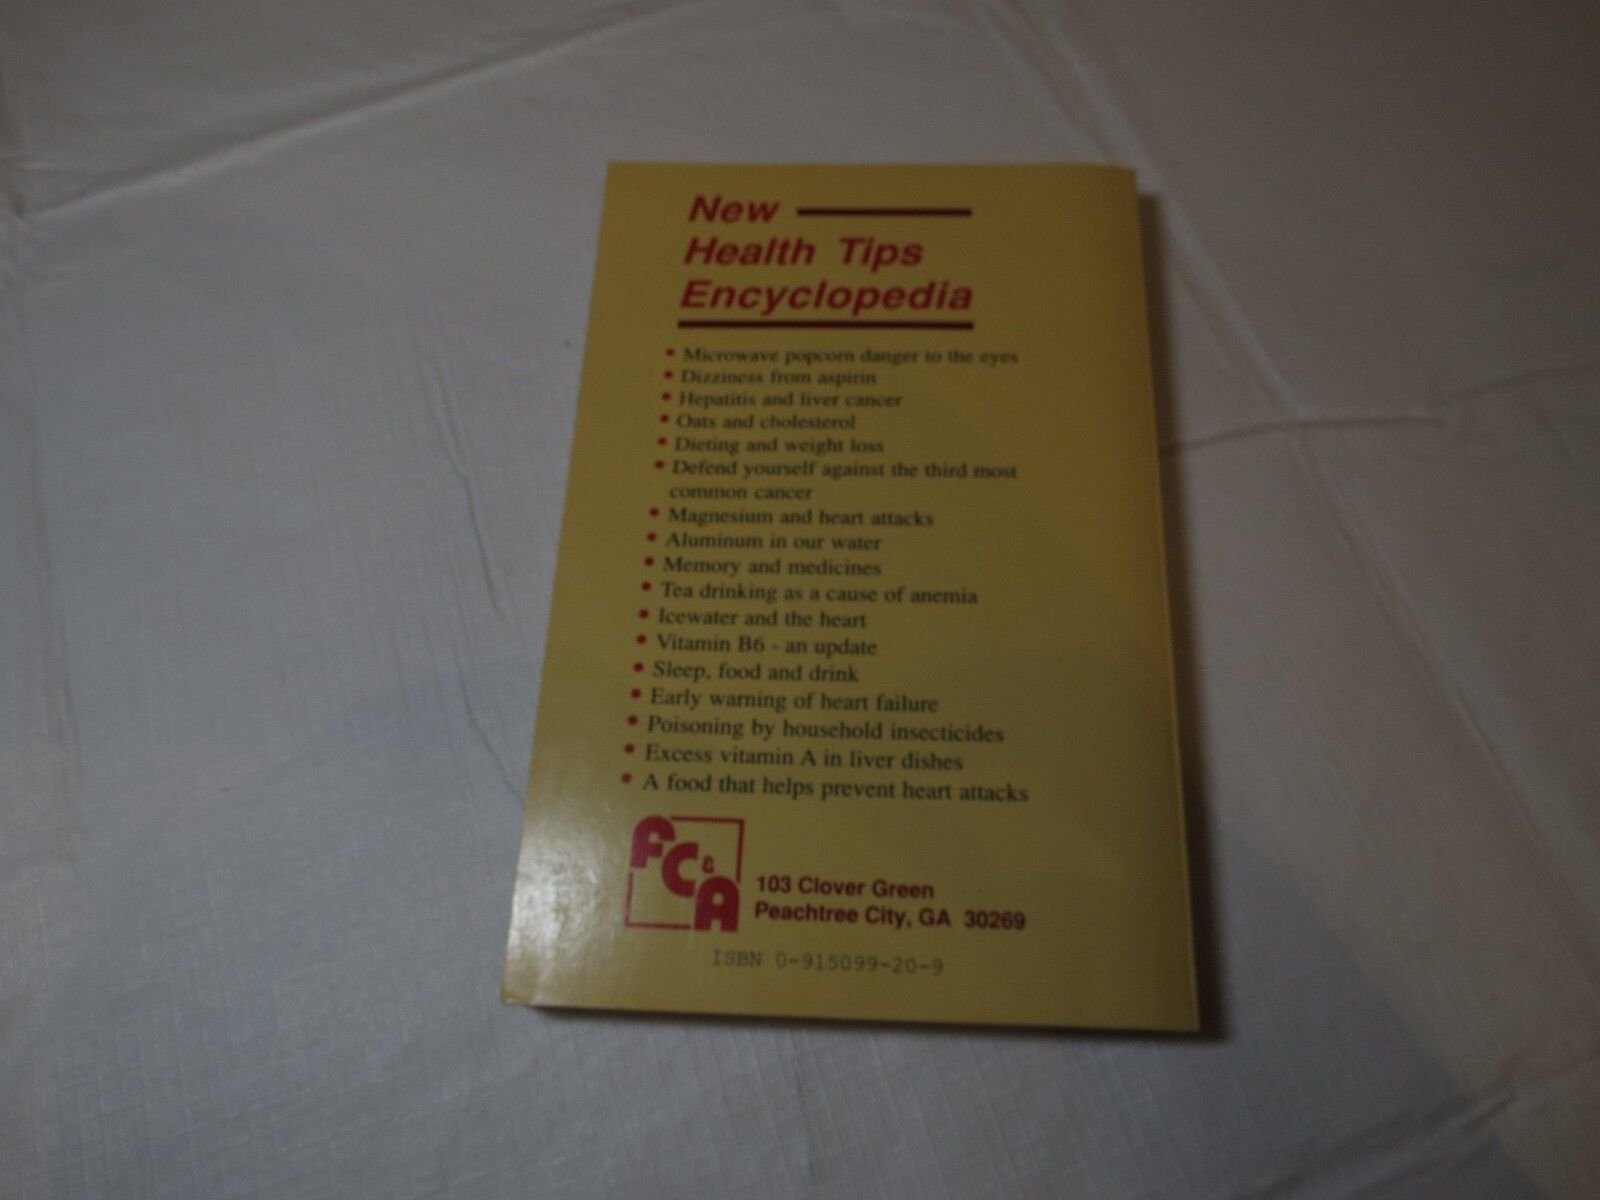 New
Health Tips
Encyclopedia
• Microwave popcorn danger to the eyes
• Dizziness from aspirin
• Hepatitis and liver cancer
• Oats and cholesterol
• Dieting and weight loss
• Defend yourself against the third most
common cancer
• Magnesium and heart attacks
• Aluminum in our water
• Memory and medicines
• Tea drinking as a cause of anemia
• Icewater and the heart
• Vitamin B6 - an update
• Sleep, food and drink
• Early warning of heart failure
• Poisoning by household insecticides
• Excess vitamin A in liver dishes
• A food that helps prevent heart attacks
FC&A
103 Clover Green
Peachtree City, GA 30269
ISBN 0-915099-20-9